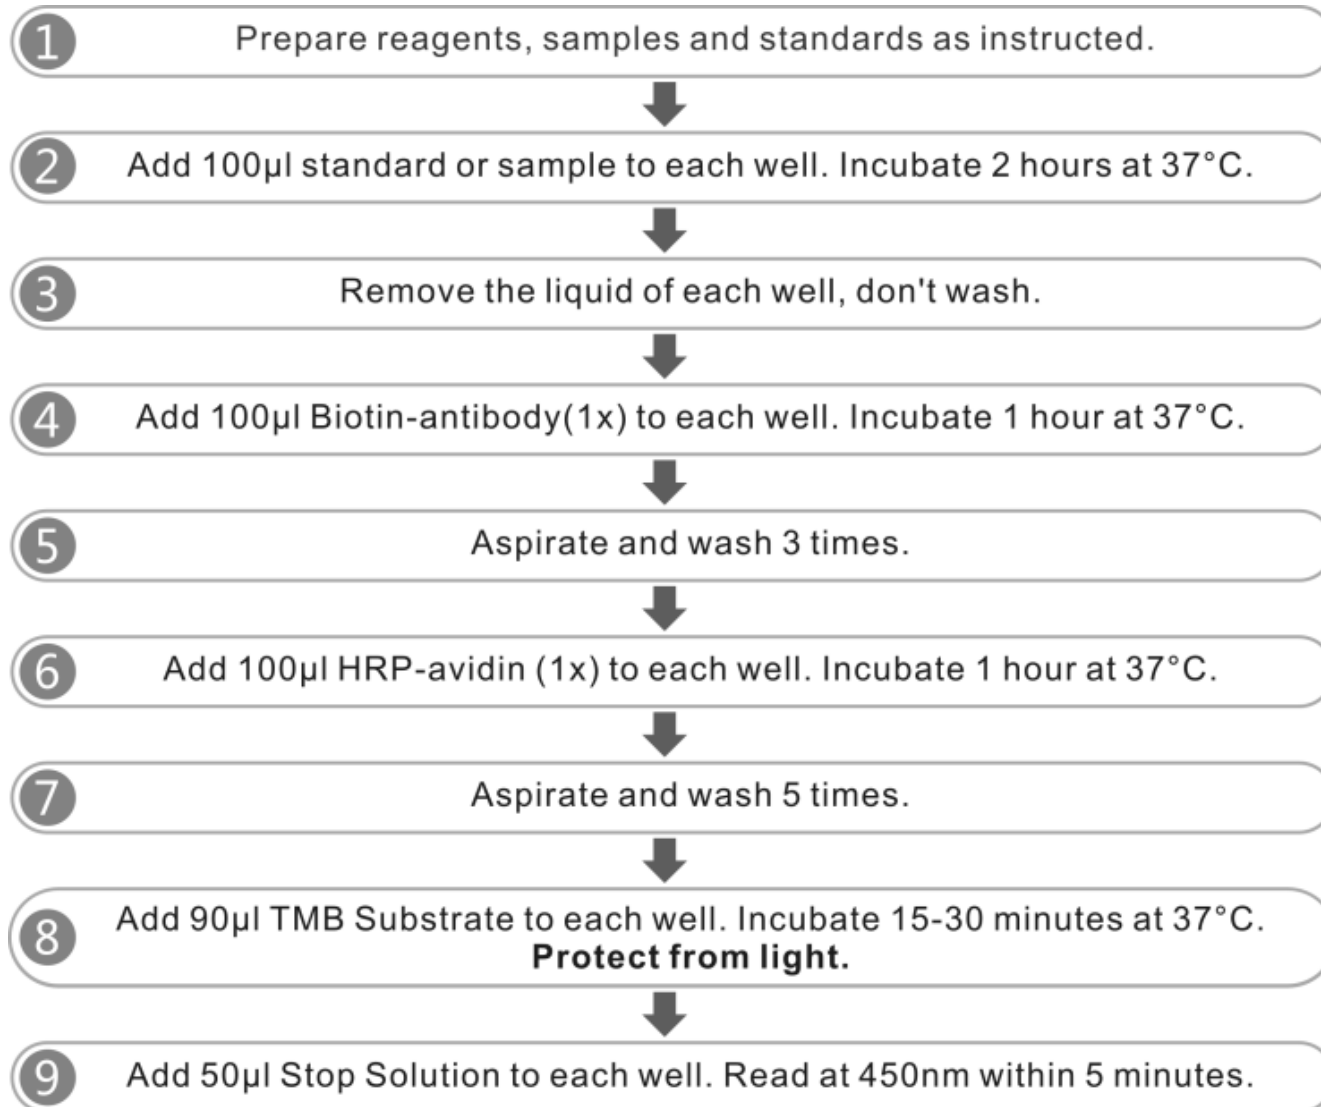 1 Prepare reagents, samples and standards as instructed.
2 Add 100µl standard or sample to each well. Incubate 2 hours at 37°C.
3 Remove the liquid of each well, don't wash.
4 Add 100µl Biotin-antibody(1x) to each well. Incubate 1 hour at 37°C.
5 Aspirate and wash 3 times.
6 Add 100µl HRP-avidin (1x) to each well. Incubate 1 hour at 37°C.
7 Aspirate and wash 5 times.
8 Add 90µl TMB Substrate to each well. Incubate 15-30 minutes at 37°C.
Protect from light.
9 Add 50µl Stop Solution to each well. Read at 450nm within 5 minutes.